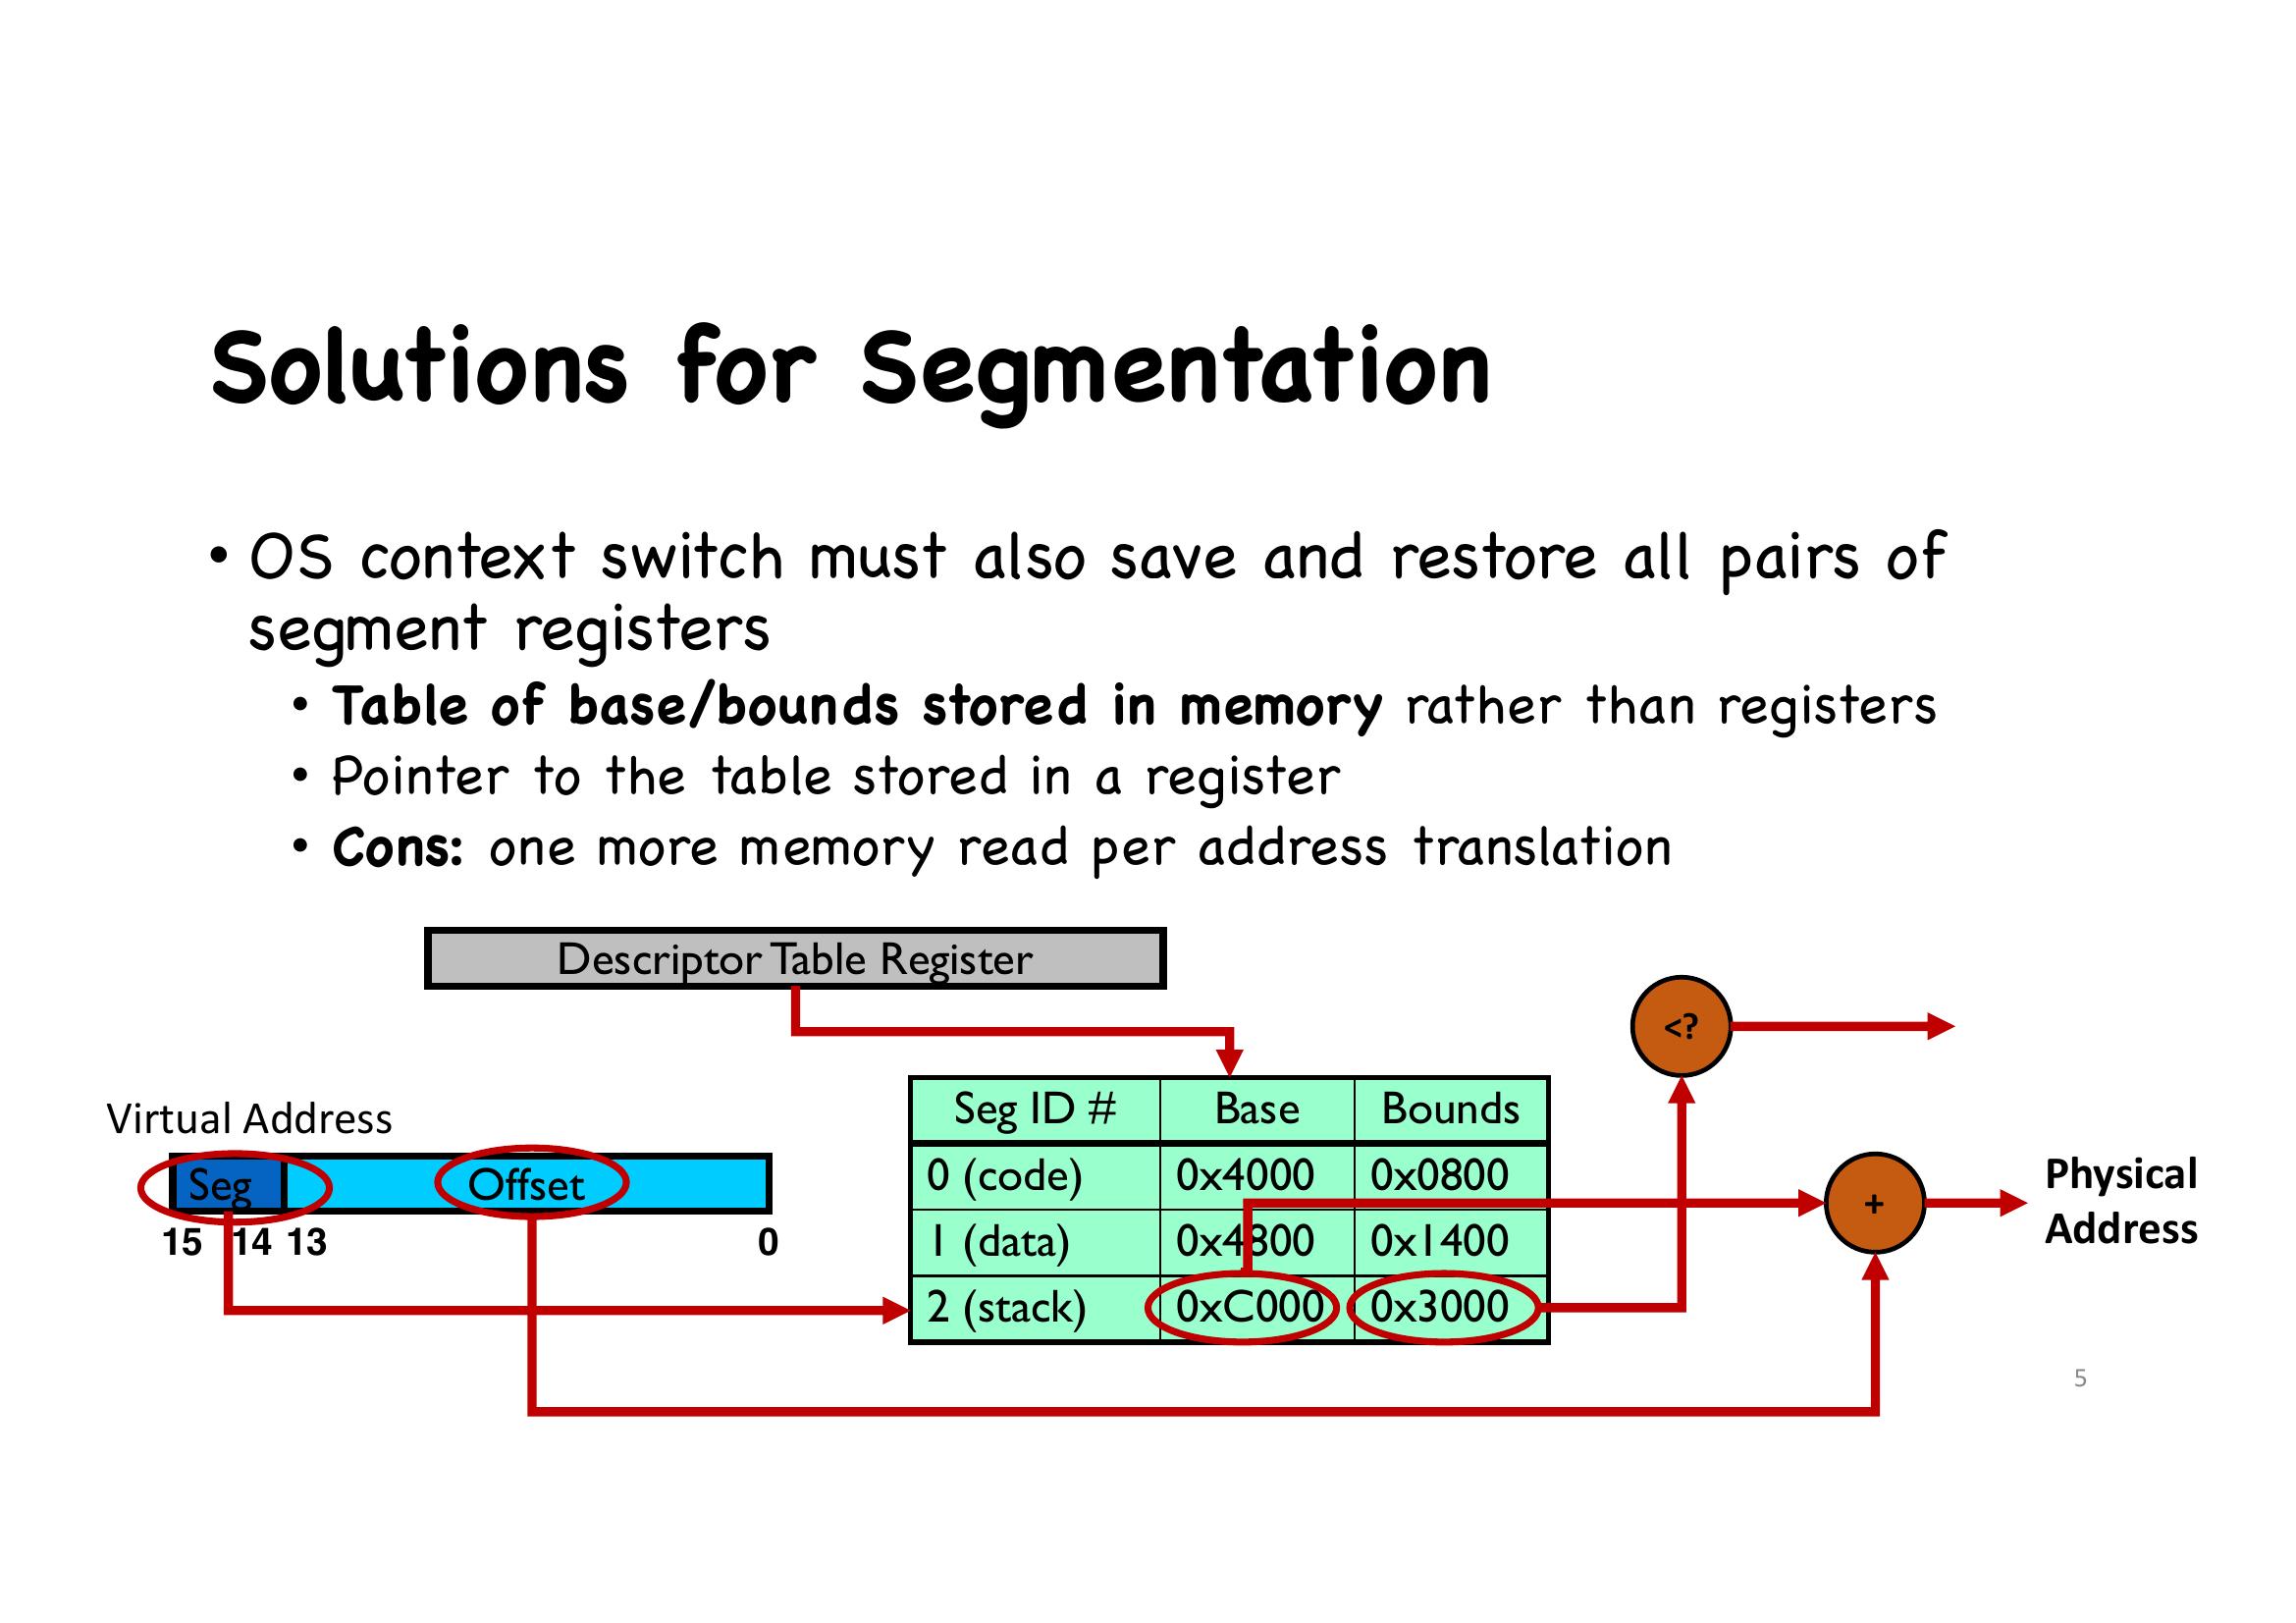 Solutions for Segmentation
• OS context switch must also save and restore all pairs of
segment registers
• Table of base/bounds stored in memory rather than registers
• Pointer to the table stored in a register
• Cons: one more memory read per address translation
Descriptor Table Register
<?
Virtual Address
Seg Offset
15 14 13 0
Seg ID # Base Bounds
0 (code) 0x4000 0x0800
1 (data) 0x4800 0x1400
2 (stack) 0xC000 0x3000
+
Physical
Address
5